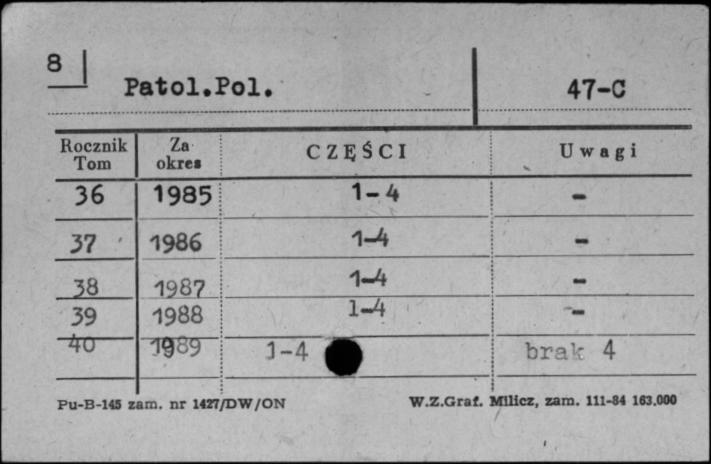 8
Patol.Pol. 47-C
Rocznik Tom Za okres CZĘŚCI Uwagi
36 1985 1-4 -
37 1986 1-4 -
38 1987 1-4 -
39 1988 1-4 -
40 1989 1-4 brak 4
Pu-B-145 zam. nr 1427/DW/ON W.Z.Graf. Milicz, zam. 111-84 163.000